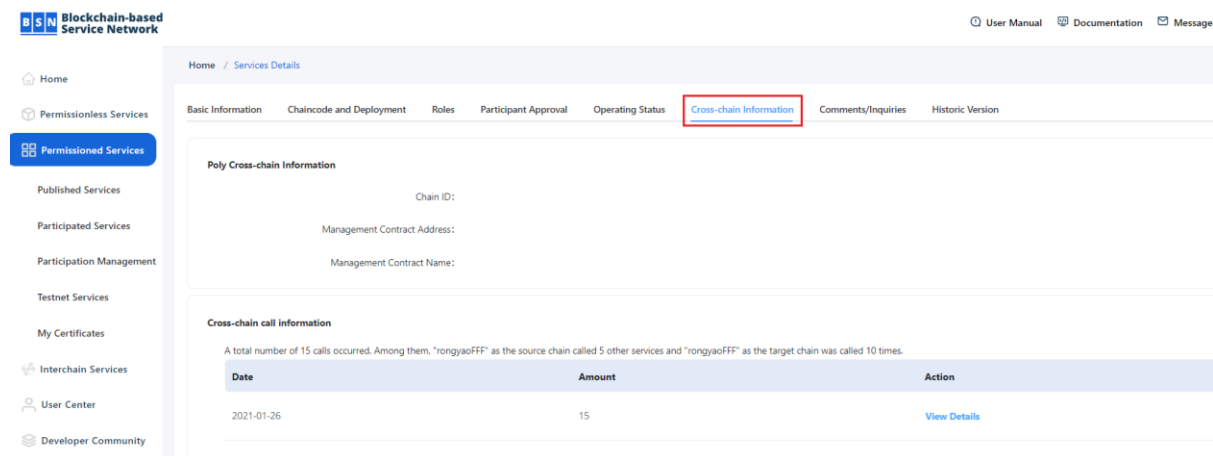 BSN Blockchain-based
Service Network
User Manual Documentation Message
Home
Permissionless Services
Permissioned Services
Published Services
Participated Services
Participation Management
Testnet Services
My Certificates
Interchain Services
User Center
Developer Community
Home / Services Details
Basic Information Chaincode and Deployment Roles Participant Approval Operating Status Cross-chain Information Comments/Inquiries Historic Version
Poly Cross-chain Information
Chain ID:
Management Contract Address:
Management Contract Name:
Cross-chain call information
A total number of 15 calls occurred. Among them, "rongyaoFFF" as the source chain called 5 other services and "rongyaoFFF" as the target chain was called 10 times.
Date Amount Action
2021-01-26 15 View Details